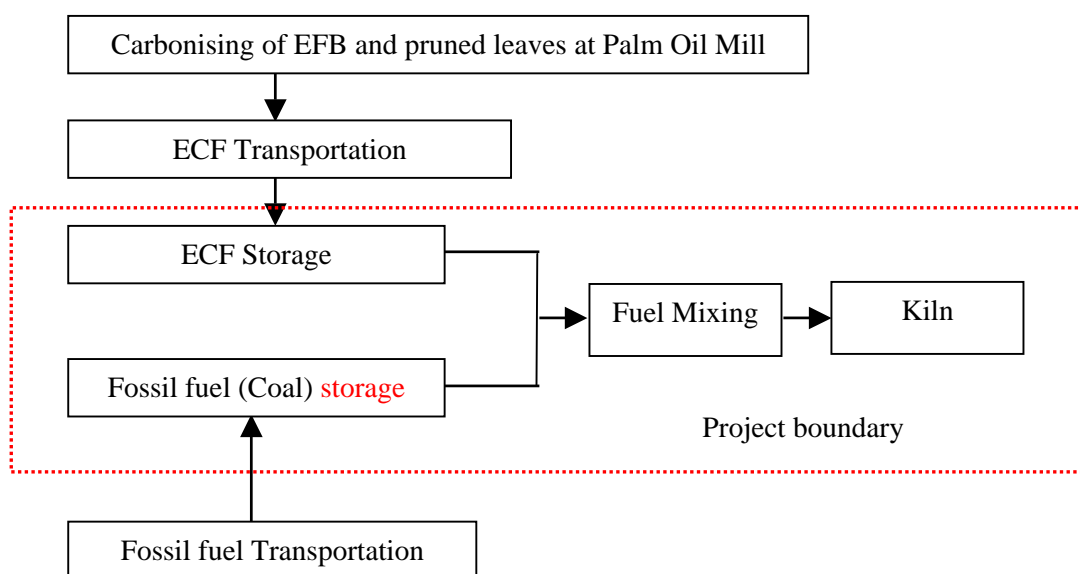 Carbonising of EFB and pruned leaves at Palm Oil Mill
ECF Transportation
ECF Storage
Fuel Mixing
Kiln
Fossil fuel (Coal) storage
Project boundary
Fossil fuel Transportation